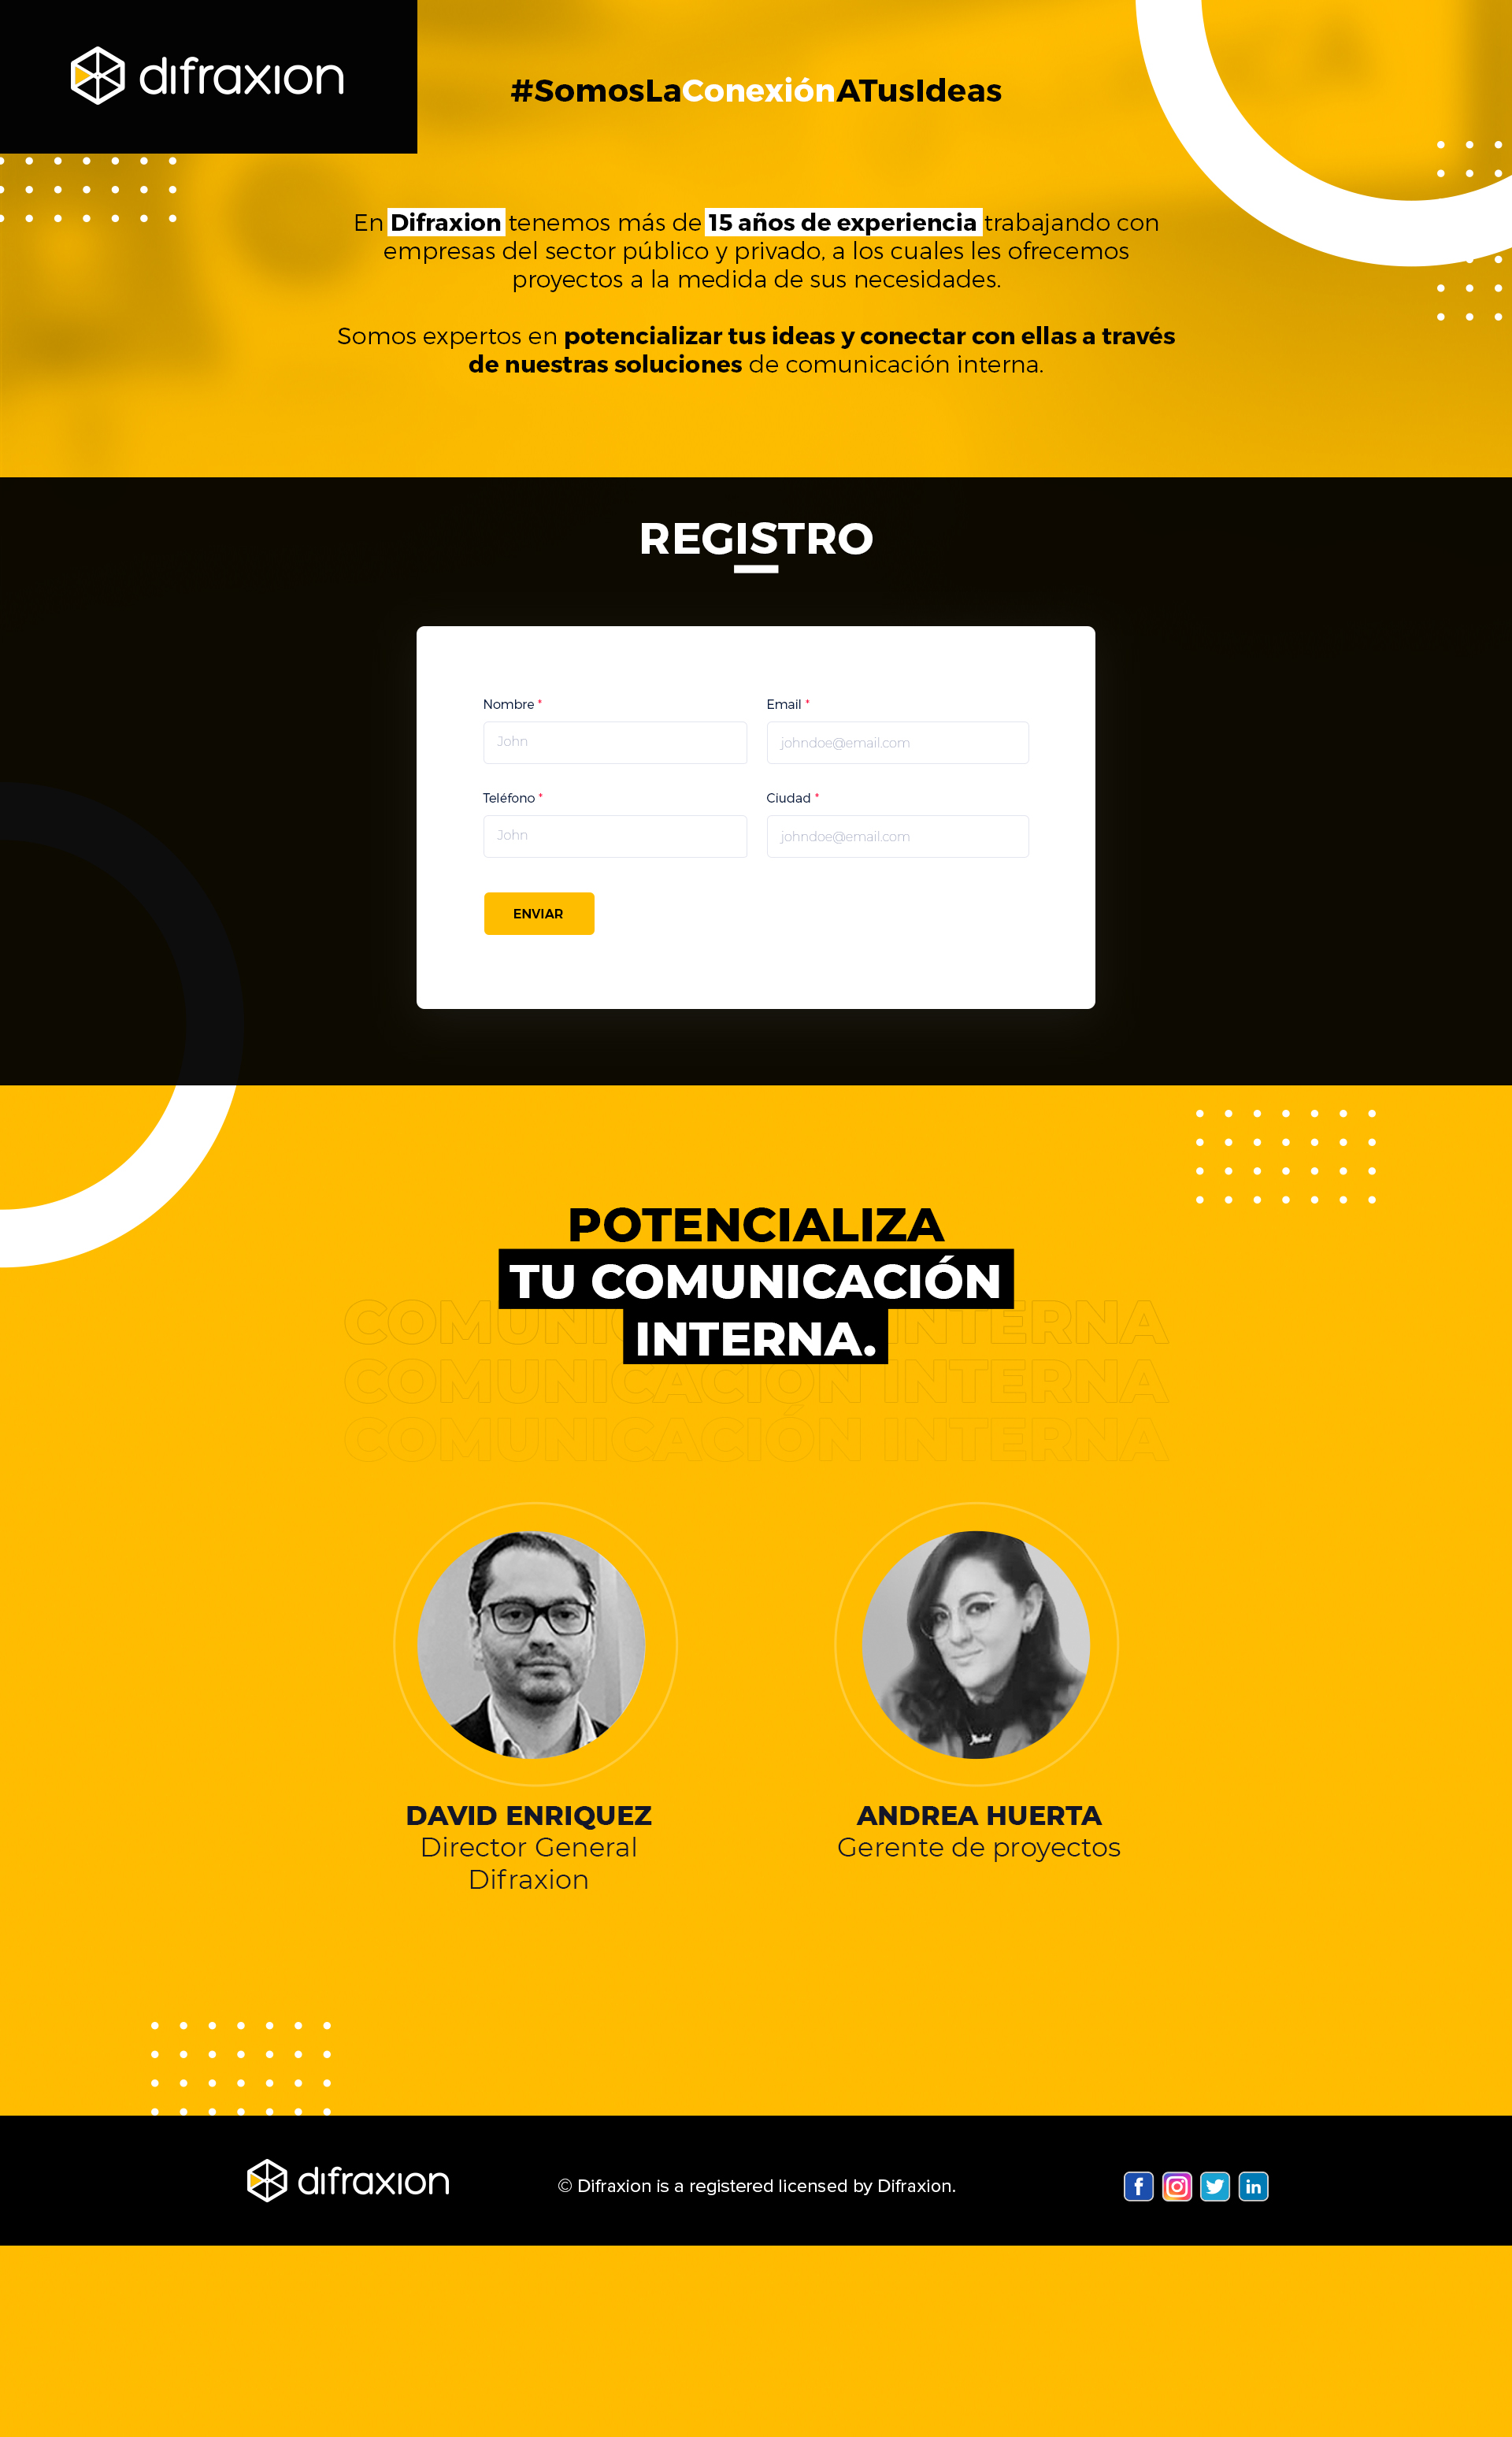 difraxion
#SomosLaConexiónATusIdeas
En Difraxion tenemos más de 15 años de experiencia trabajando con
empresas del sector público y privado, a los cuales les ofrecemos
proyectos a la medida de sus necesidades.
Somos expertos en potencializar tus ideas y conectar con ellas a través
de nuestras soluciones de comunicación interna.
REGISTRO
Nombre *
Email *
John
johndoe@email.com
Teléfono *
Ciudad *
John
johndoe@email.com
ENVIAR
POTENCIALIZA
TU COMUNICACIÓN
INTERNA.
COMUNICACIÓN INTERNA
COMUNICACIÓN INTERNA
COMUNICACIÓN INTERNA
DAVID ENRIQUEZ
Director General
Difraxion
ANDREA HUERTA
Gerente de proyectos
difraxion
© Difraxion is a registered licensed by Difraxion.